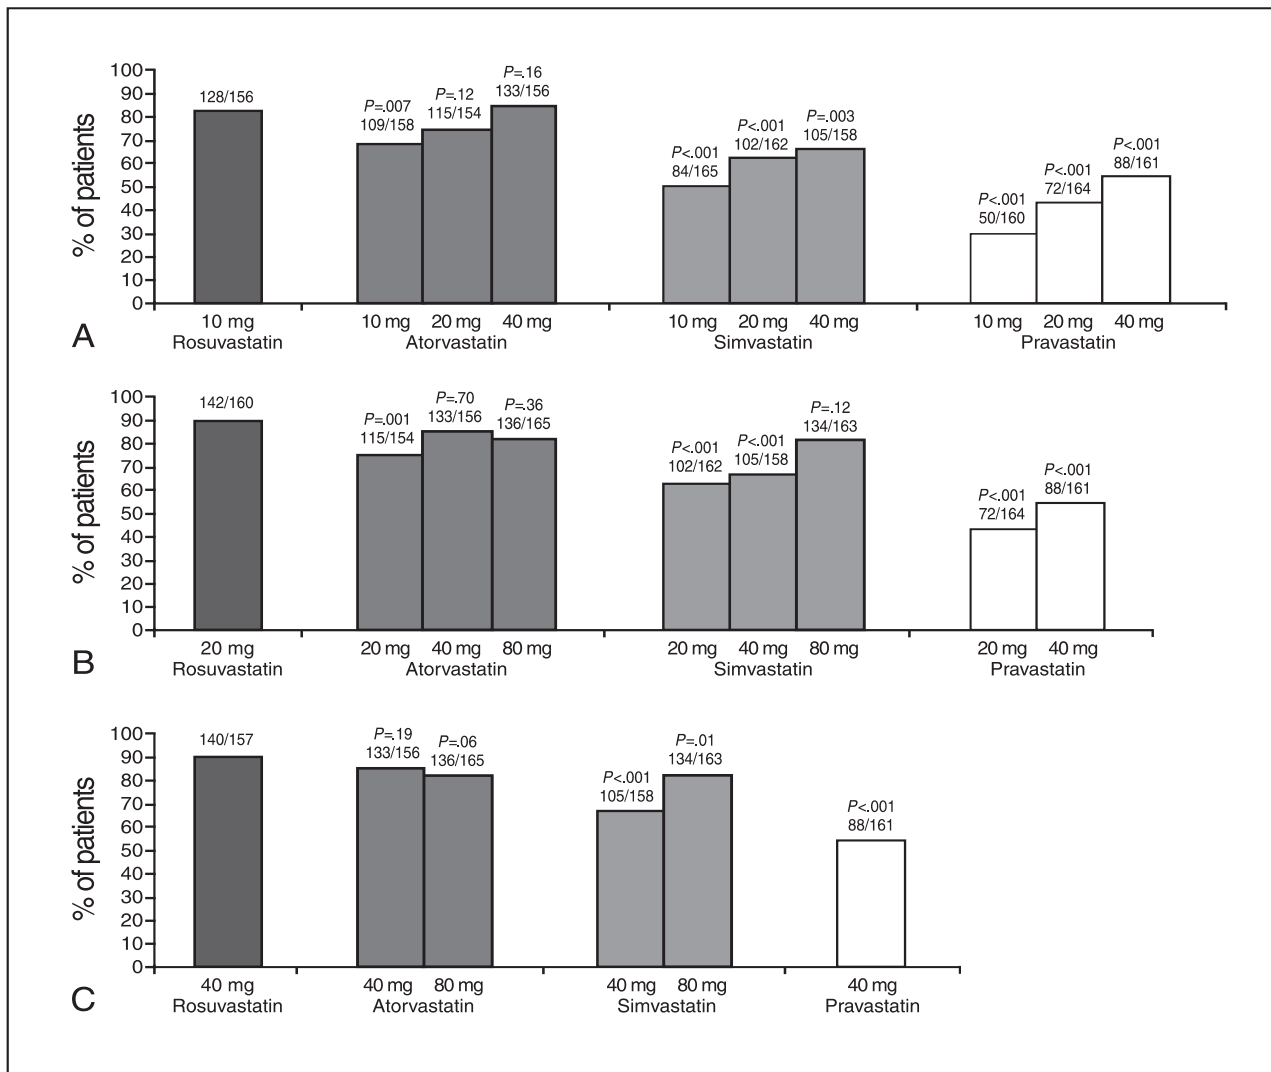 100
90
80
70
60
50
40
30
20
10
0
% of patients
128/156
P=.007
109/158
P=.12
115/154
P=.16
133/156
P<.001
84/165
P<.001
102/162
P=.003
105/158
P<.001
50/160
P<.001
72/164
P<.001
88/161
10 mg 10 mg 20 mg 40 mg 10 mg 20 mg 40 mg 10 mg 20 mg 40 mg
Rosuvastatin Atorvastatin Simvastatin Pravastatin
A
100
90
80
70
60
50
40
30
20
10
0
% of patients
142/160
P=.001
115/154
P=.70
133/156
P=.36
136/165
P<.001
102/162
P<.001
105/158
P=.12
134/163
P<.001
72/164
P<.001
88/161
20 mg 20 mg 40 mg 80 mg 20 mg 40 mg 80 mg 20 mg 40 mg
Rosuvastatin Atorvastatin Simvastatin Pravastatin
B
100
90
80
70
60
50
40
30
20
10
0
% of patients
140/157
P=.19
133/156
P=.06
136/165
P<.001
105/158
P=.01
134/163
P<.001
88/161
40 mg 40 mg 80 mg 40 mg 80 mg 40 mg
Rosuvastatin Atorvastatin Simvastatin Pravastatin
C